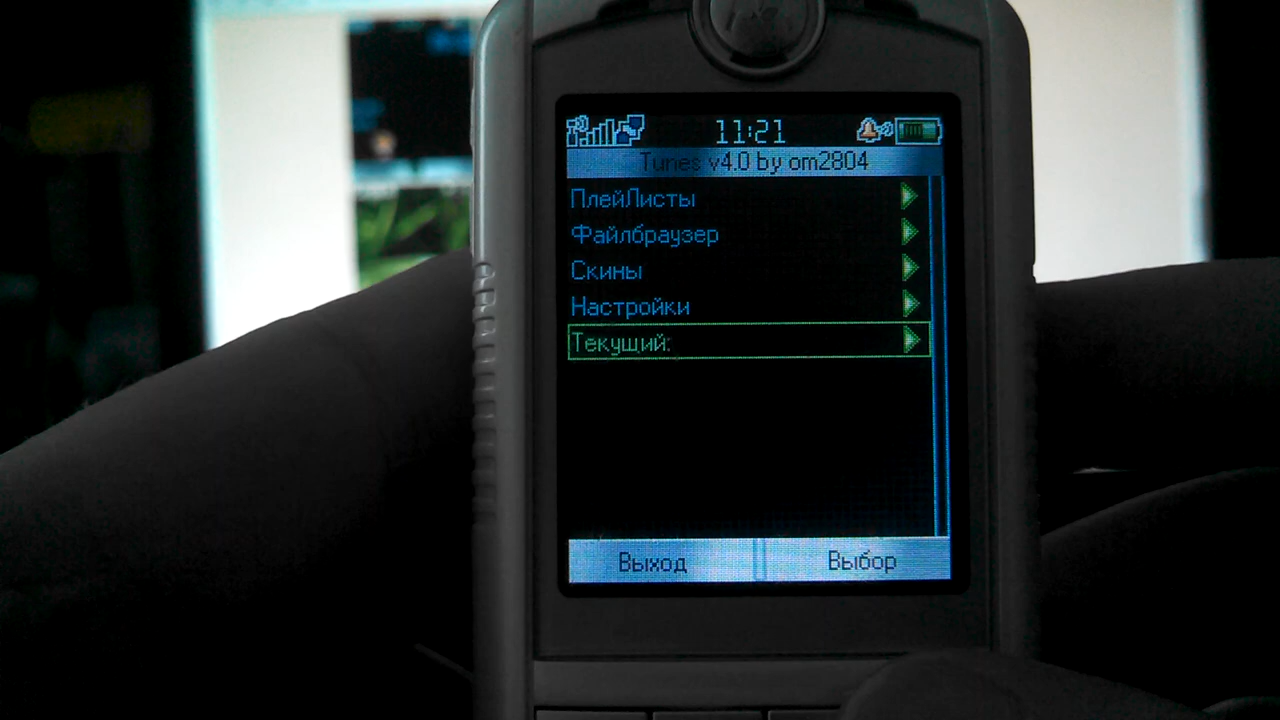 11:21
Tunes v4.0 by om2804
ПлейЛисты
Файлбраузер
Скины
Настройки
Текущий:
Выход Выбор